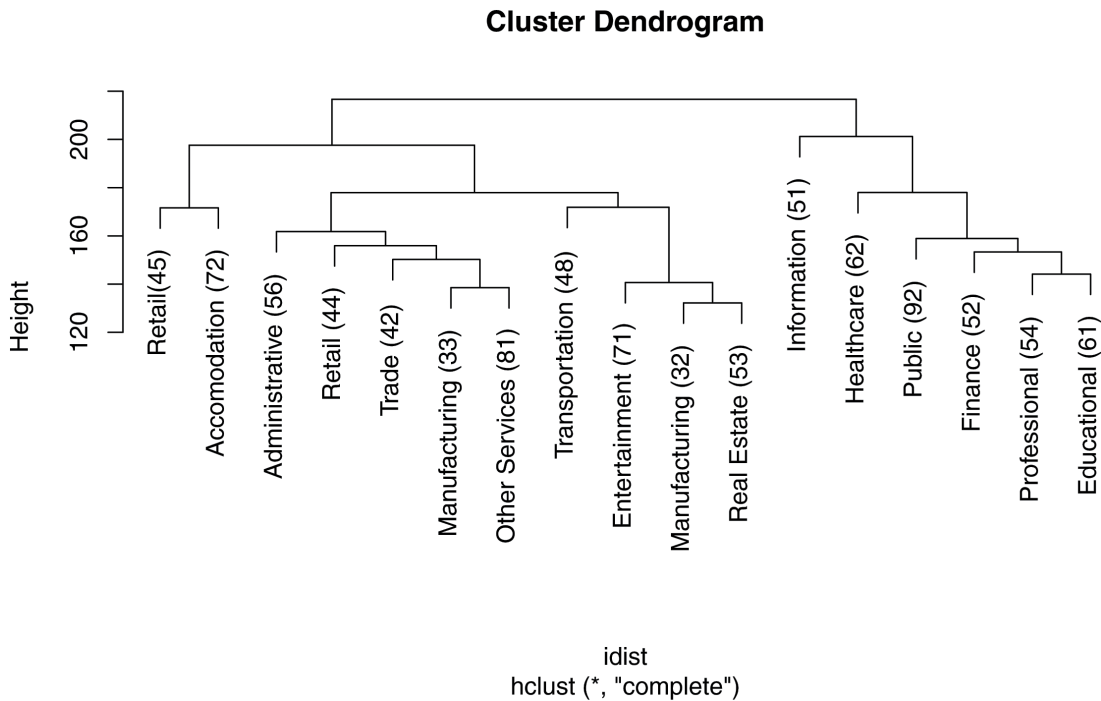 Cluster Dendrogram
Height
200
160
120
Retail(45)
Accomodation (72)
Administrative (56)
Retail (44)
Trade (42)
Manufacturing (33)
Other Services (81)
Transportation (48)
Entertainment (71)
Manufacturing (32)
Real Estate (53)
Information (51)
Healthcare (62)
Public (92)
Finance (52)
Professional (54)
Educational (61)
idist
hclust (*, "complete")